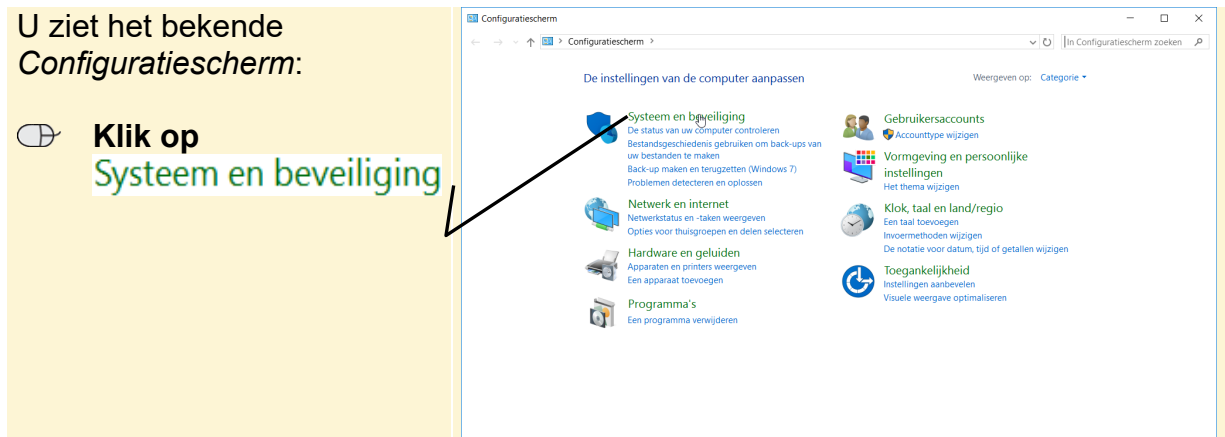 U ziet het bekende
Configuratiescherm:
Klik op
Systeem en beveiliging
Configuratiescherm
Configuratiescherm
In Configuratiescherm zoeken
De instellingen van de computer aanpassen
Weergeven op: Categorie
Systeem en beveiliging
De status van uw computer controleren
Bestandsgeschiedenis gebruiken om back-ups van
uw bestanden te maken
Back-up maken en terugzetten (Windows 7)
Problemen detecteren en oplossen
Netwerk en internet
Netwerkstatus en -taken weergeven
Opties voor thuisgroepen en delen selecteren
Hardware en geluiden
Apparaten en printers weergeven
Een apparaat toevoegen
Programma's
Een programma verwijderen
Gebruikersaccounts
Accounttype wijzigen
Vormgeving en persoonlijke
instellingen
Het thema wijzigen
Klok, taal en land/regio
Een taal toevoegen
Invoermethoden wijzigen
De notatie voor datum, tijd of getallen wijzigen
Toegankelijkheid
Instellingen aanbevelen
Visuele weergave optimaliseren